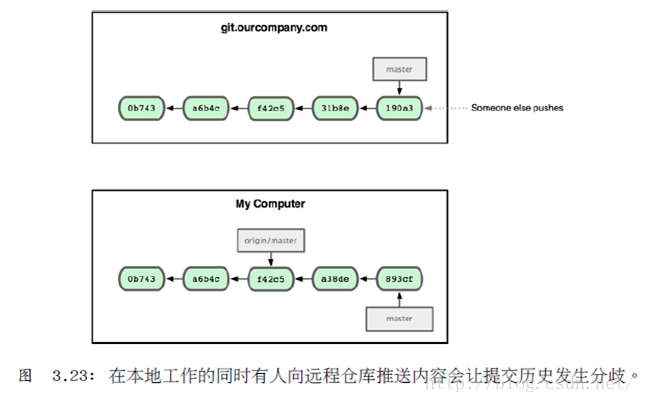 git.ourcompany.com
master
0b743 a6b4c f42c5 31b8e 190a3 Someone else pushes
My Computer
origin/master
0b743 a6b4c f42c5 a38de 893cf
master
图 3.23: 在本地工作的同时有人向远程仓库推送内容会让提交历史发生分歧。
http://blog.csdn.net/